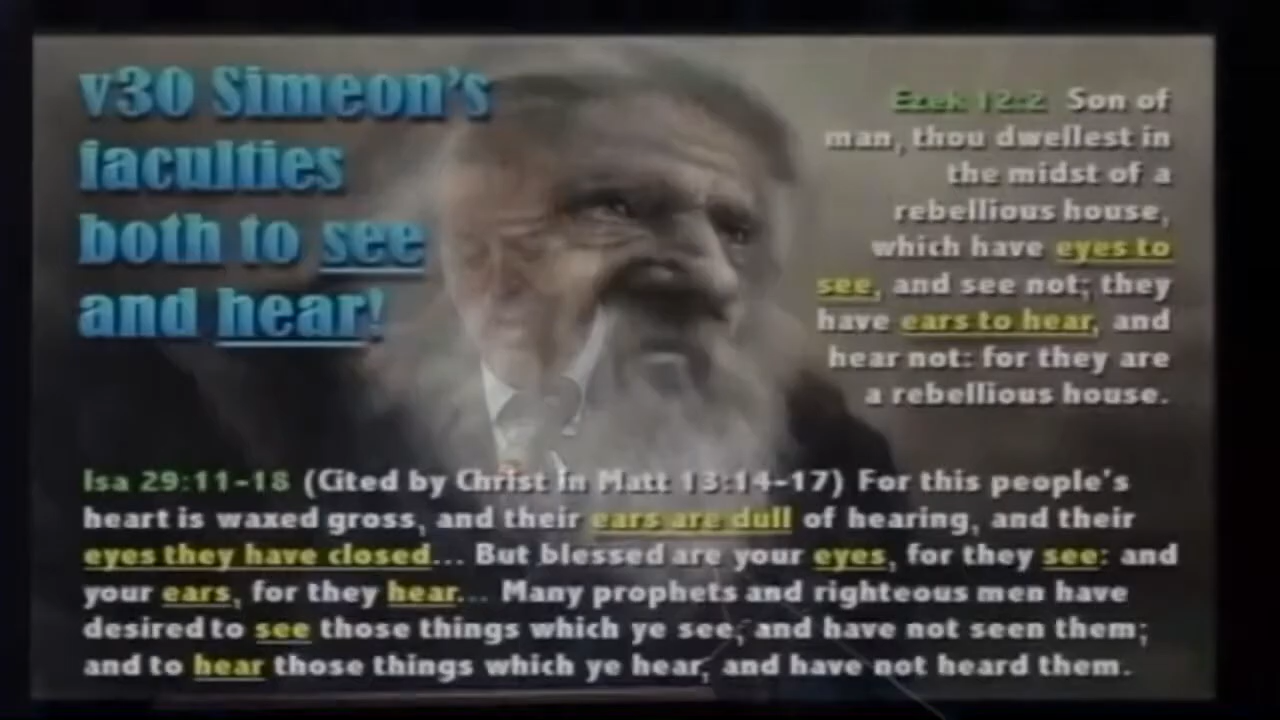 v30 Simeon's
faculties
both to see
and hear!
Ezek 12:2 Son of
man, thou dwellest in
the midst of a
rebellious house,
which have eyes to
see, and see not; they
have ears to hear, and
hear not: for they are
a rebellious house.
Isa 29:11-18 (Cited by Christ in Matt 13:14-17) For this people's
heart is waxed gross, and their ears are dull of hearing, and their
eyes they have closed... But blessed are your eyes, for they see: and
your ears, for they hear... Many prophets and righteous men have
desired to see those things which ye see, and have not seen them;
and to hear those things which ye hear, and have not heard them.